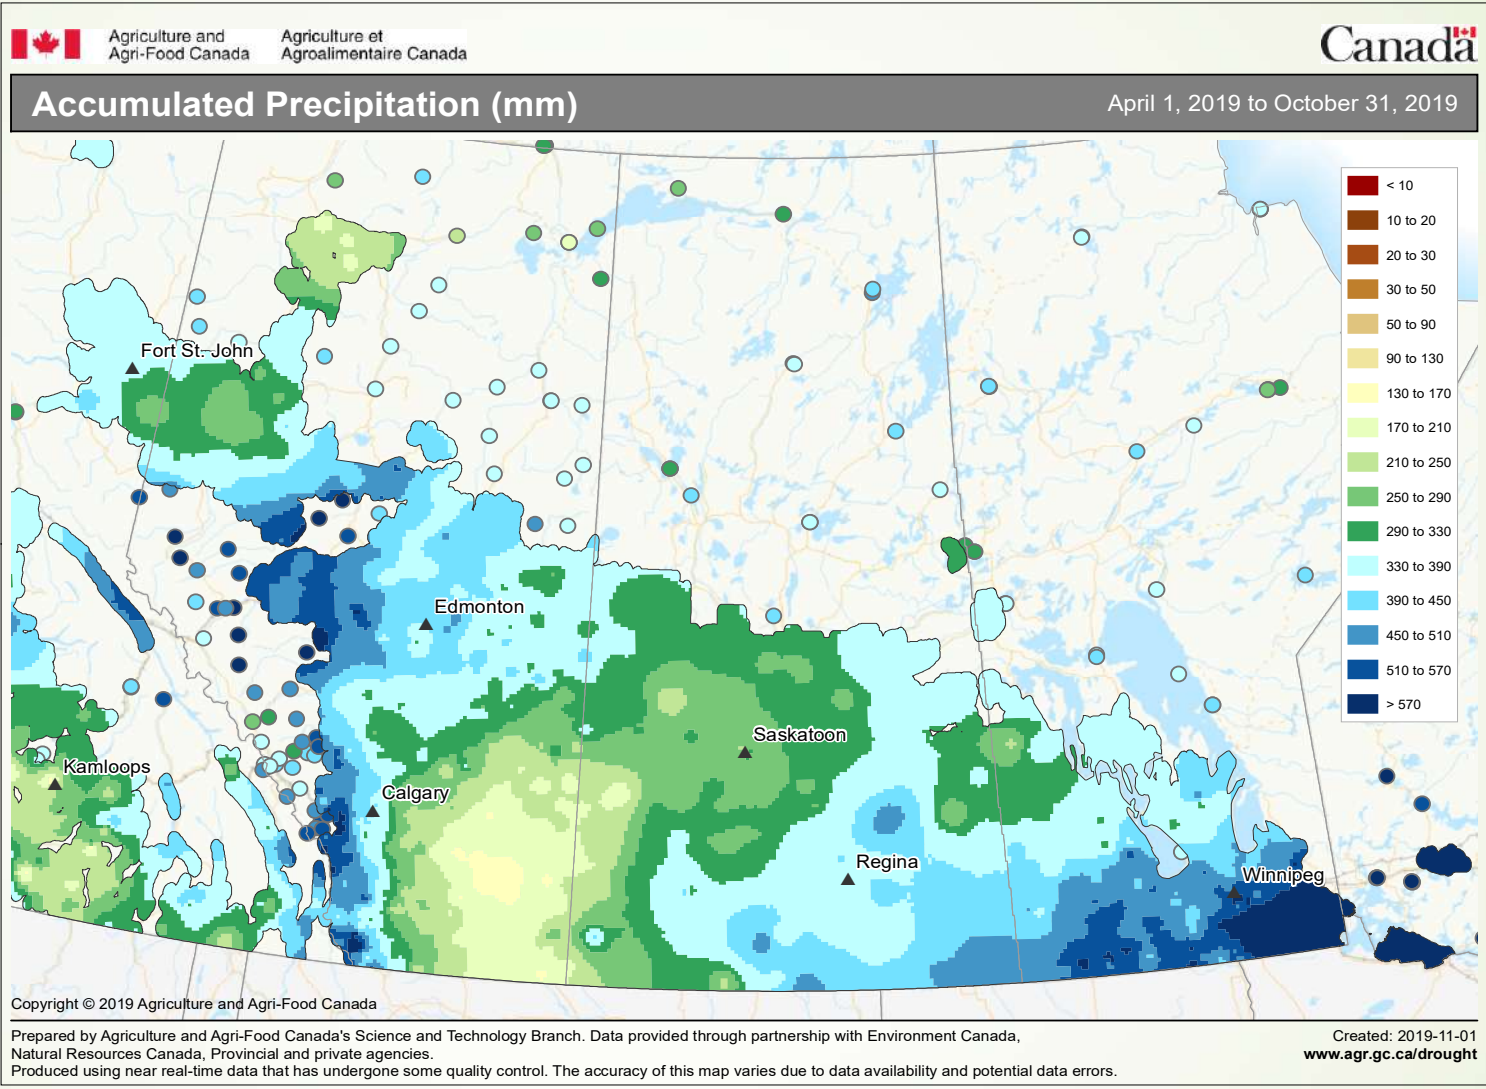 Agriculture and
Agri-Food Canada
Agriculture et
Agroalimentaire Canada
Canada
Accumulated Precipitation (mm)
April 1, 2019 to October 31, 2019
< 10
10 to 20
20 to 30
30 to 50
50 to 90
90 to 130
130 to 170
170 to 210
210 to 250
250 to 290
290 to 330
330 to 390
390 to 450
450 to 510
510 to 570
> 570
Fort St. John
Edmonton
Saskatoon
Kamloops
Calgary
Regina
Winnipeg
Copyright © 2019 Agriculture and Agri-Food Canada
Prepared by Agriculture and Agri-Food Canada's Science and Technology Branch. Data provided through partnership with Environment Canada,
Natural Resources Canada, Provincial and private agencies.
Produced using near real-time data that has undergone some quality control. The accuracy of this map varies due to data availability and potential data errors.
Created: 2019-11-01
www.agr.gc.ca/drought